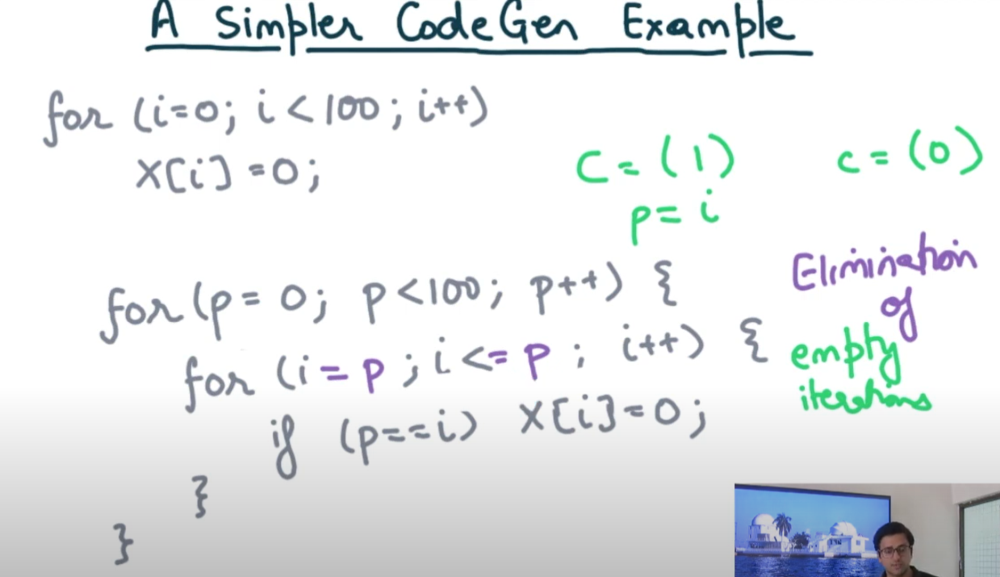 A Simpler CodeGen Example
for (i=0; i<100; i++)
X[i]=0;
C=(1)
c=(0)
p=i
for (p=0; p<100; p++) {
for (i=p; i<=p; i++) {
if (p==i) X[i]=0;
}
}
Elimination
of
empty
iterations